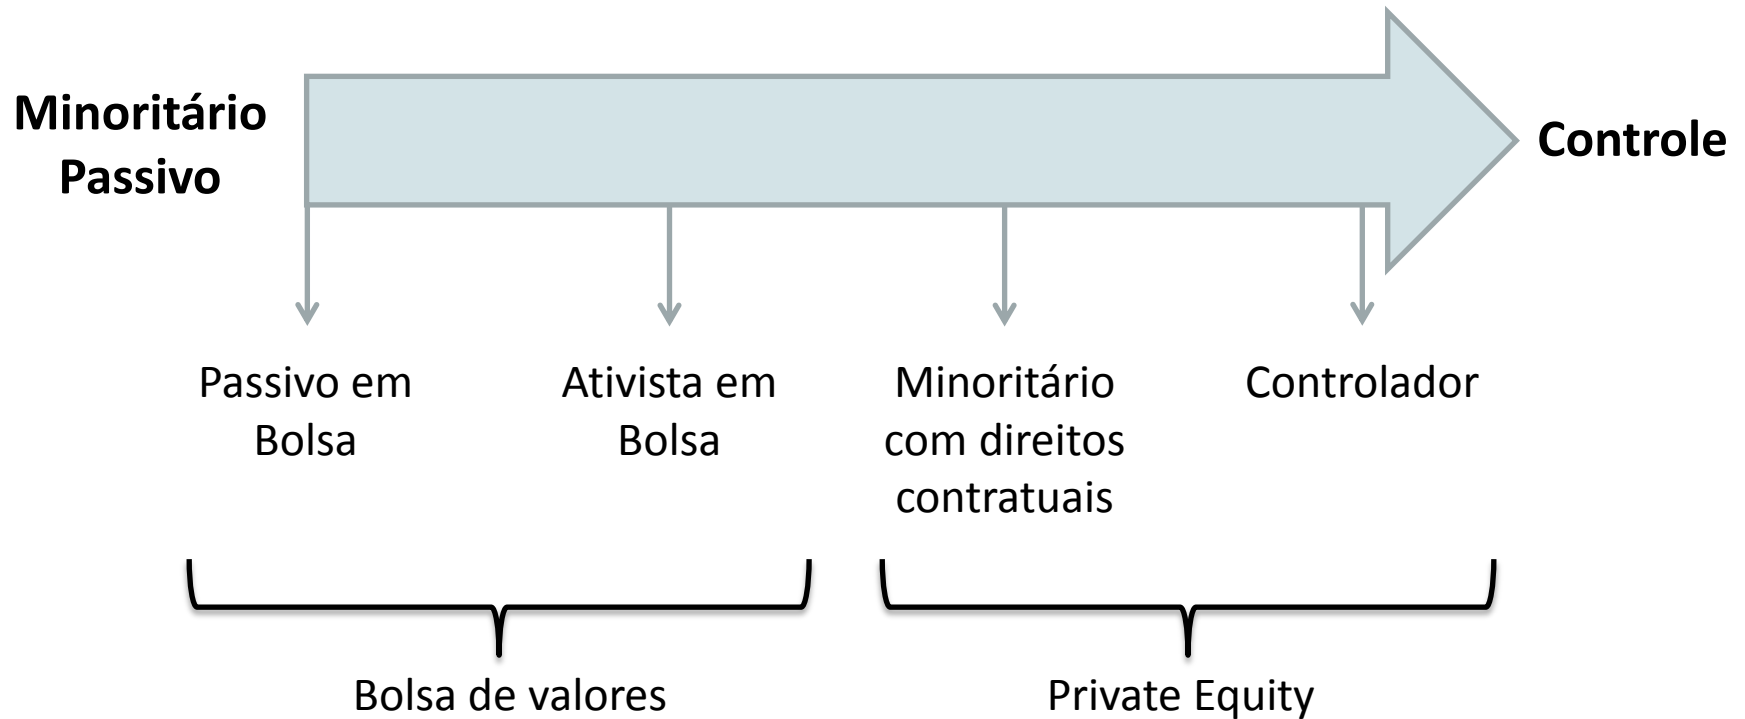 Minoritário
Passivo
Controle
Passivo em
Bolsa
Ativista em
Bolsa
Minoritário
com direitos
contratuais
Controlador
Bolsa de valores
Private Equity